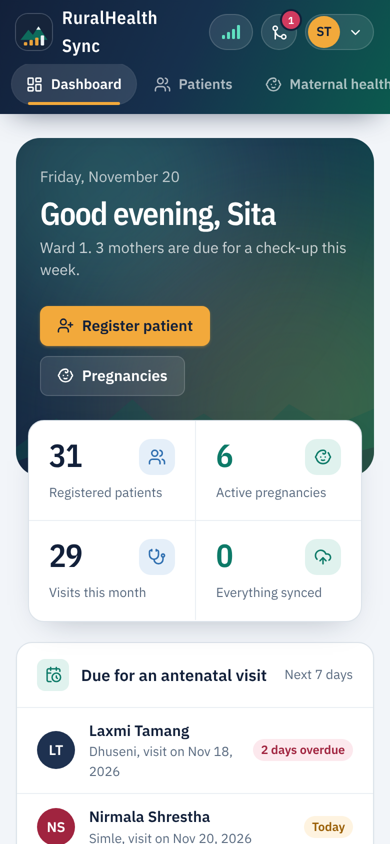 RuralHealth
Sync
1
ST
Dashboard
Patients
Maternal health
Friday, November 20
Good evening, Sita
Ward 1. 3 mothers are due for a check-up this
week.
Register patient
Pregnancies
31
Registered patients
6
Active pregnancies
29
Visits this month
0
Everything synced
Due for an antenatal visit
Next 7 days
LT
Laxmi Tamang
Dhuseni, visit on Nov 18,
2026
2 days overdue
NS
Nirmala Shrestha
Simle, visit on Nov 20, 2026
Today